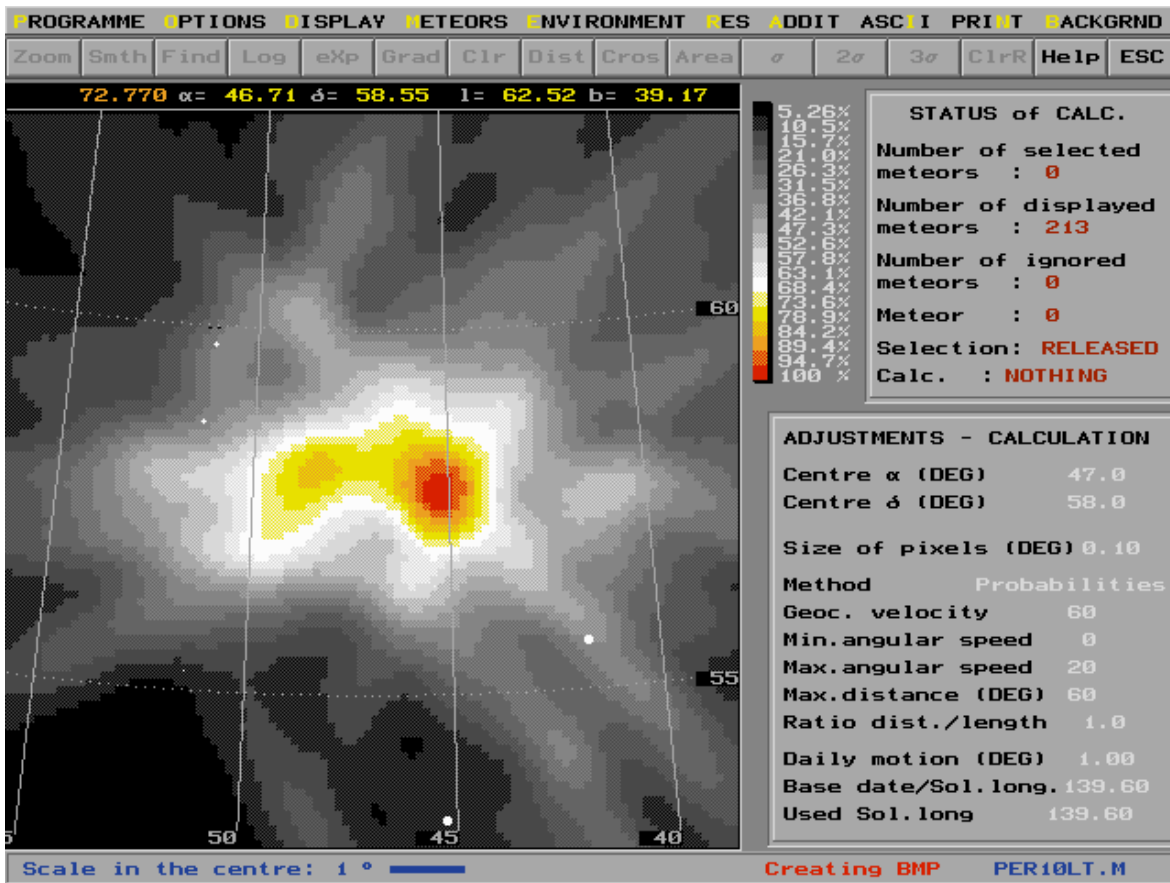 PROGRAMME OPTIONS DISPLAY METEORS ENVIRONMENT RES ADDIT ASCII PRINT BACKGRND
Zoom Smth Find Log eXp Grad Clr Dist Cros Area σ 2σ 3σ ClrR Help ESC
72.770 α= 46.71 δ= 58.55 l= 62.52 b= 39.17
5.26%
10.5%
15.7%
21.0%
26.3%
31.5%
36.8%
42.1%
47.3%
52.6%
57.8%
63.1%
68.4%
73.6%
78.9%
84.2%
89.4%
94.7%
100 %
STATUS of CALC.
Number of selected
meteors : 0
Number of displayed
meteors : 213
Number of ignored
meteors : 0
Meteor : 0
Selection: RELEASED
Calc. : NOTHING
60
55
5 50 45 40
ADJUSTMENTS - CALCULATION
Centre α (DEG) 47.0
Centre δ (DEG) 58.0
Size of pixels (DEG) 0.10
Method Probabilities
Geoc. velocity 60
Min.angular speed 0
Max.angular speed 20
Max.distance (DEG) 60
Ratio dist./length 1.0
Daily motion (DEG) 1.00
Base date/Sol.long. 139.60
Used Sol.long 139.60
Scale in the centre: 1 °
Creating BMP PER10LT.M